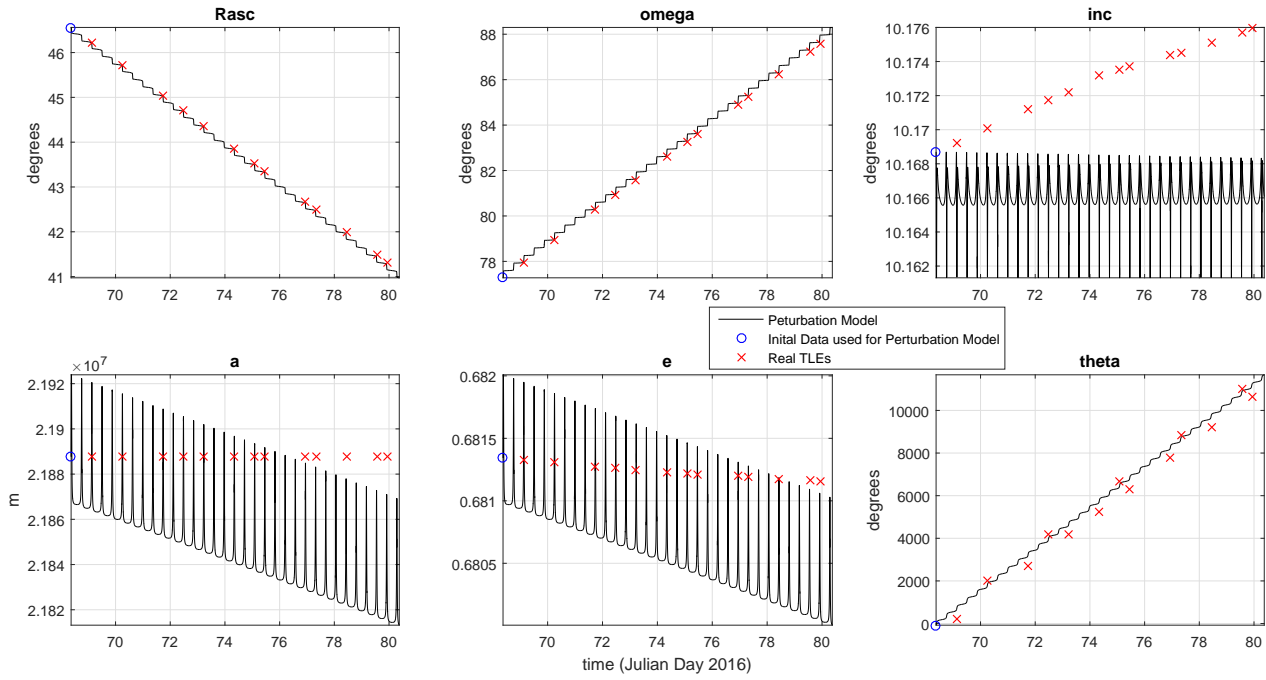 Rasc
omega
inc
46
45
44
43
42
41
degrees
70 72 74 76 78 80
88
86
84
82
80
78
degrees
70 72 74 76 78 80
10.176
10.174
10.172
10.17
10.168
10.166
10.164
10.162
degrees
70 72 74 76 78 80
Peturbation Model
Inital Data used for Perturbation Model
Real TLEs
a
e
theta
×10^7
2.192
2.19
2.188
2.186
2.184
2.182
m
70 72 74 76 78 80
0.682
0.6815
0.681
0.6805
70 72 74 76 78 80
time (Julian Day 2016)
10000
8000
6000
4000
2000
0
degrees
70 72 74 76 78 80